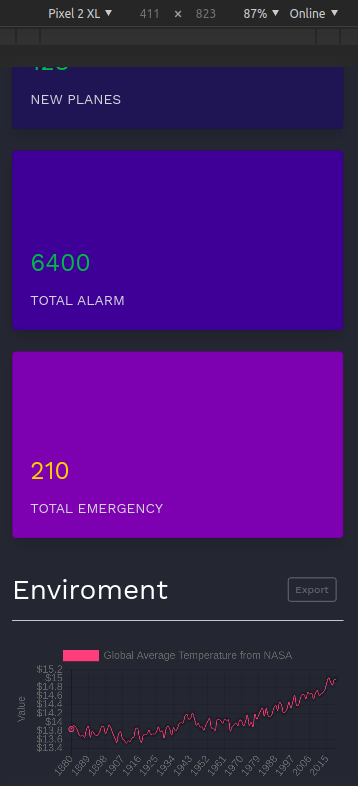 Pixel 2 XL ▼ 411 × 823 87% ▼ Online ▼
NEW PLANES
6400
TOTAL ALARM
210
TOTAL EMERGENCY
Enviroment
Export
Global Average Temperature from NASA
$15.2
$15
$14.8
$14.6
$14.4
$14.2
$14
$13.8
$13.6
$13.4
Value
1880 1889 1898 1907 1916 1925 1934 1943 1952 1961 1970 1979 1988 1997 2006 2015